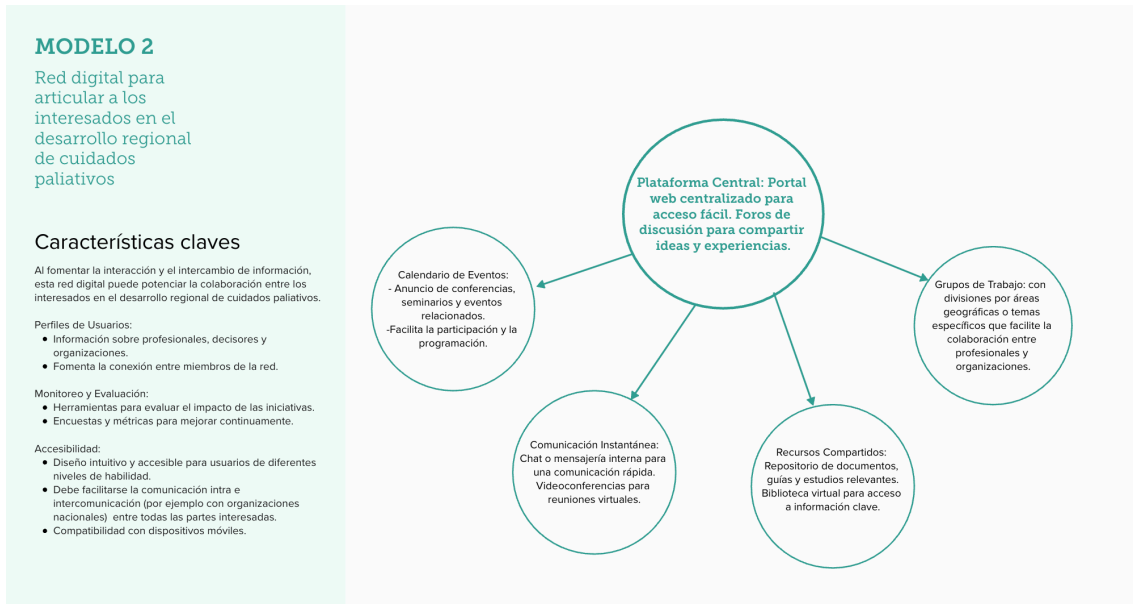 MODELO 2
Red digital para
articular a los
interesados en el
desarrollo regional
de cuidados
paliativos
Características claves
Al fomentar la interacción y el intercambio de información,
esta red digital puede potenciar la colaboración entre los
interesados en el desarrollo regional de cuidados paliativos.
Perfiles de Usuarios:
● Información sobre profesionales, decisores y
organizaciones.
● Fomenta la conexión entre miembros de la red.
Monitoreo y Evaluación:
● Herramientas para evaluar el impacto de las iniciativas.
● Encuestas y métricas para mejorar continuamente.
Accesibilidad:
● Diseño intuitivo y accesible para usuarios de diferentes
niveles de habilidad.
● Debe facilitarse la comunicación intra e
intercomunicación (por ejemplo con organizaciones
nacionales) entre todas las partes interesadas.
● Compatibilidad con dispositivos móviles.
Plataforma Central: Portal
web centralizado para
acceso fácil. Foros de
discusión para compartir
ideas y experiencias.
Calendario de Eventos:
- Anuncio de conferencias,
seminarios y eventos
relacionados.
-Facilita la participación y la
programación.
Comunicación Instantánea:
Chat o mensajería interna para
una comunicación rápida.
Videoconferencias para
reuniones virtuales.
Recursos Compartidos:
Repositorio de documentos,
guías y estudios relevantes.
Biblioteca virtual para acceso
a información clave.
Grupos de Trabajo: con
divisiones por áreas
geográficas o temas
específicos que facilite la
colaboración entre
profesionales y
organizaciones.